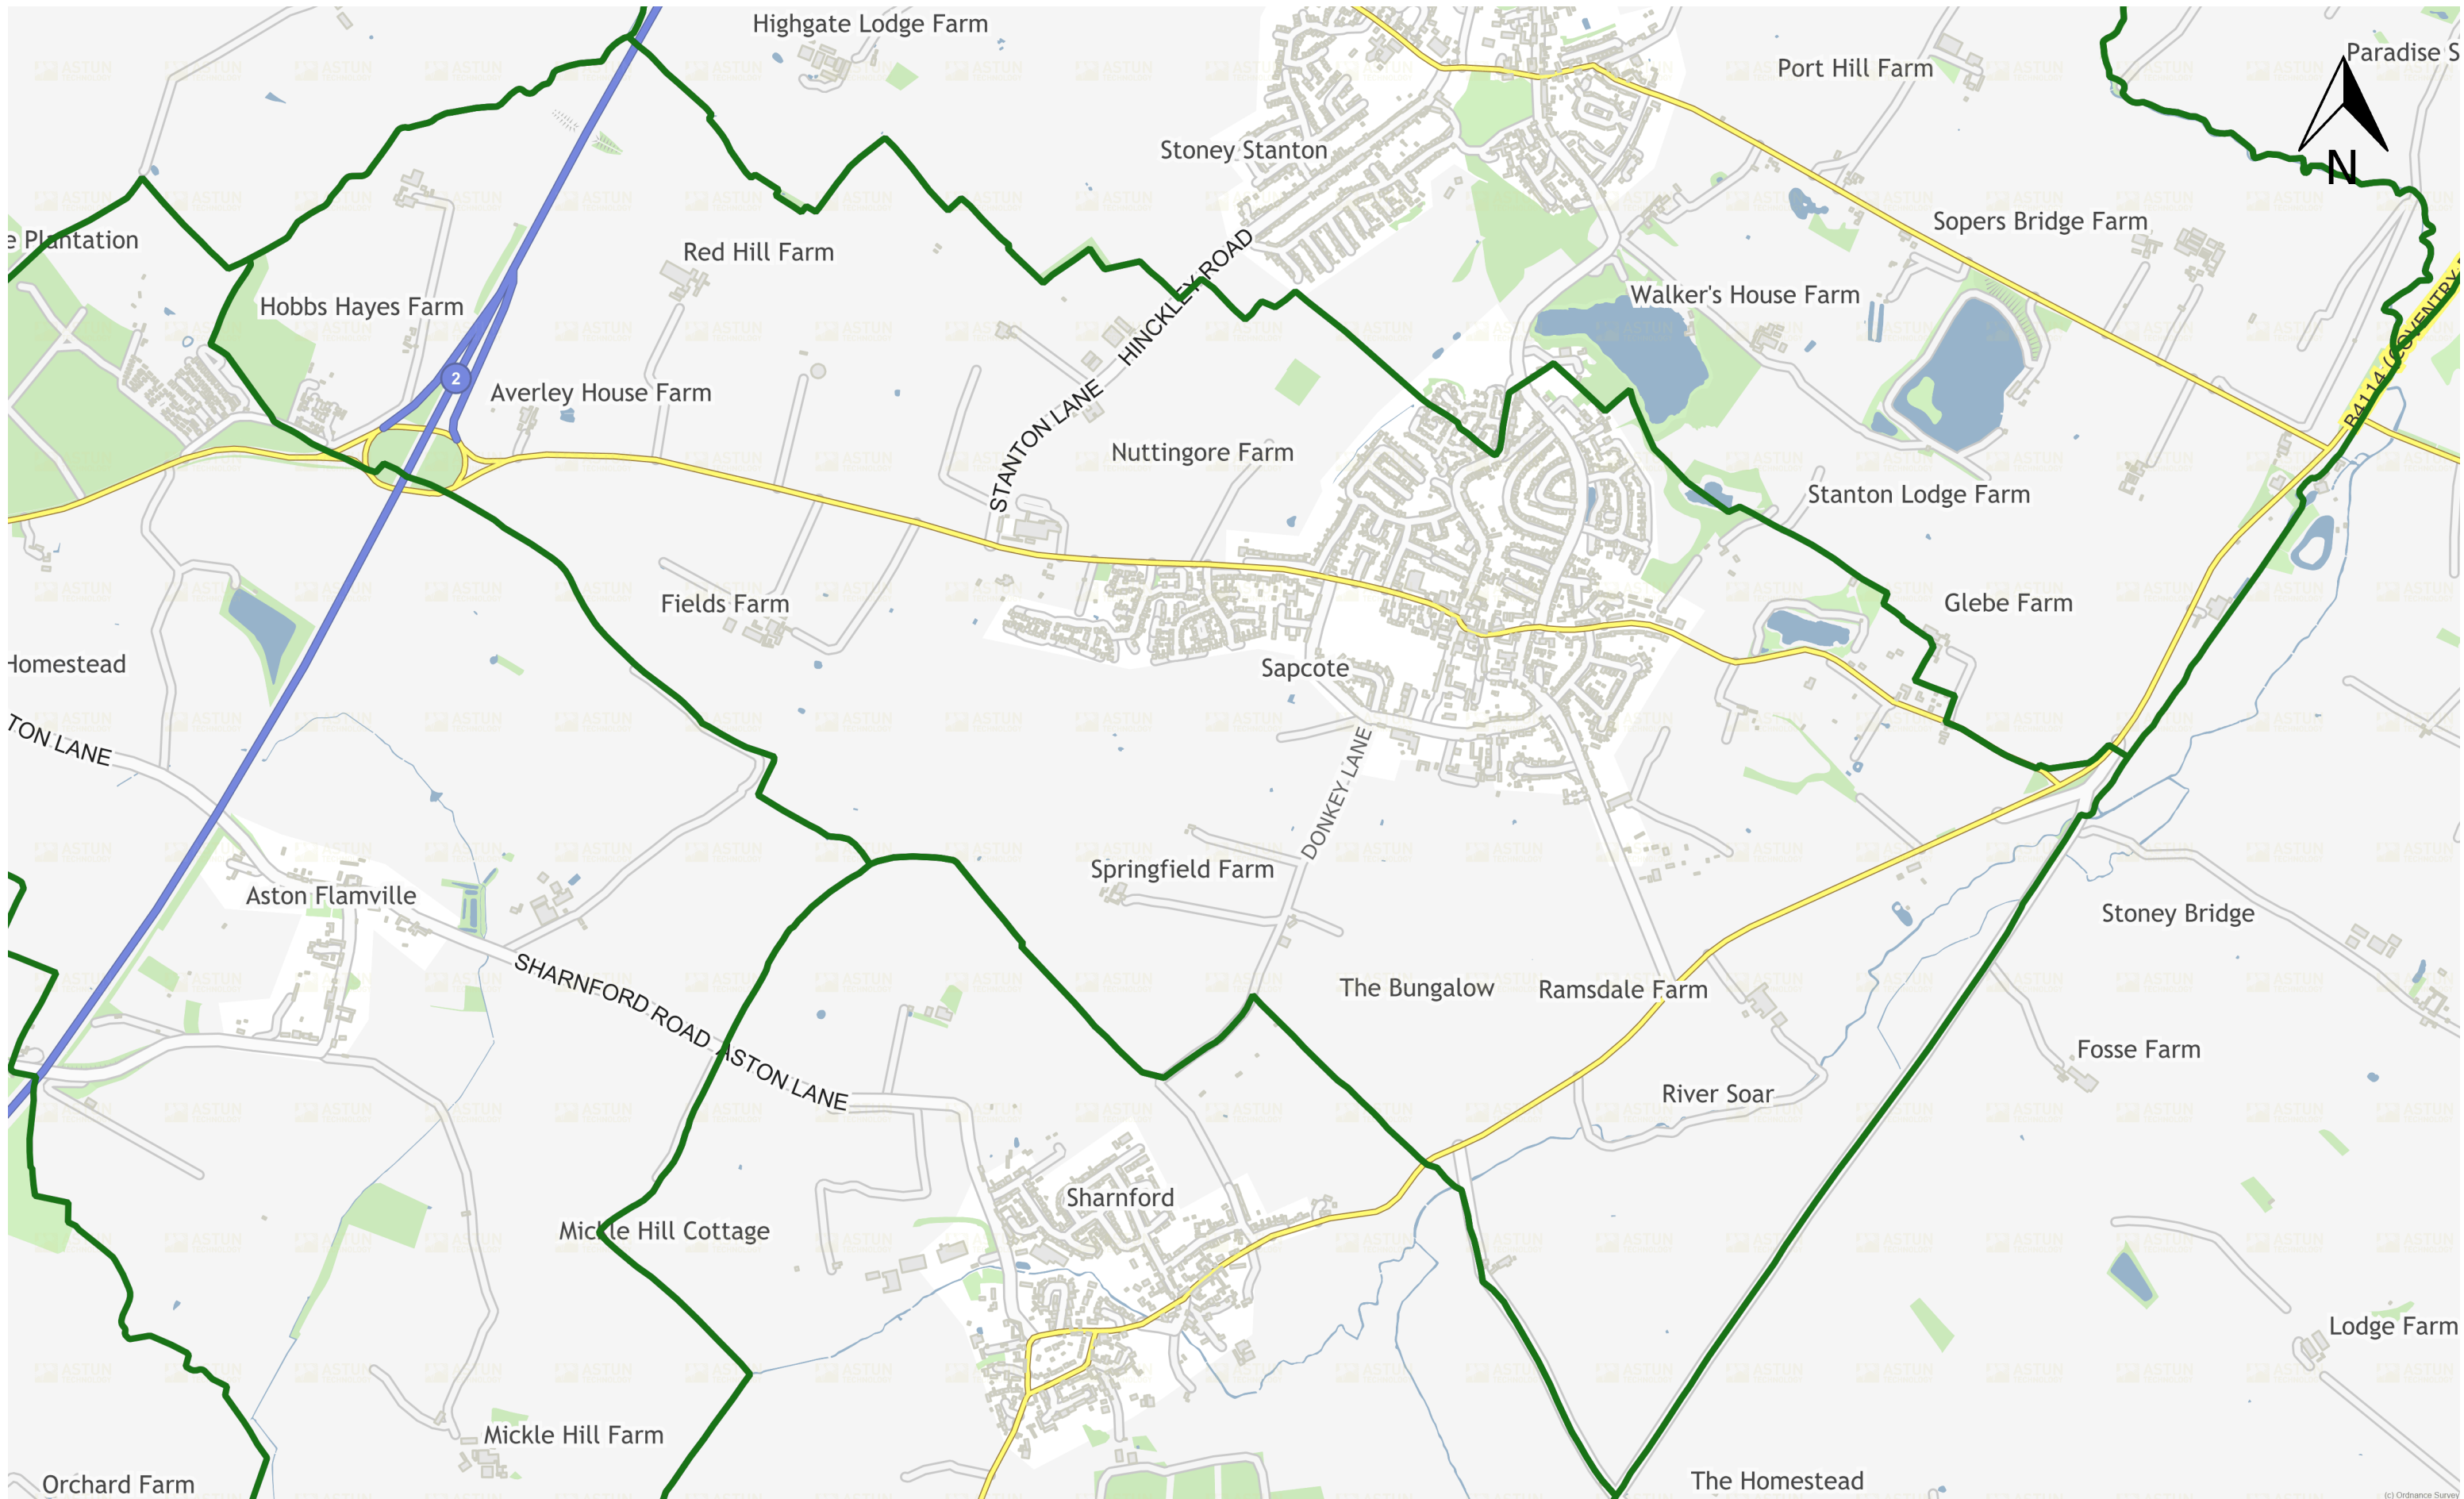 Highgate Lodge Farm
Paradise S
Port Hill Farm
Stoney Stanton
N
Sopers Bridge Farm
e Plantation
Red Hill Farm
HINCKLEY ROAD
Walker's House Farm
Hobbs Hayes Farm
B4114 (COVENTRY
2
Averley House Farm
STANTON LANE
Nuttingore Farm
Stanton Lodge Farm
Fields Farm
Glebe Farm
Homestead
Sapcote
TON LANE
DONKEY LANE
Springfield Farm
Aston Flamville
Stoney Bridge
SHARNFORD ROAD
The Bungalow
Ramsdale Farm
ASTON LANE
Fosse Farm
River Soar
Sharnford
Mickle Hill Cottage
Lodge Farm
Mickle Hill Farm
Orchard Farm
The Homestead
(c) Ordnance Survey
ASTUN